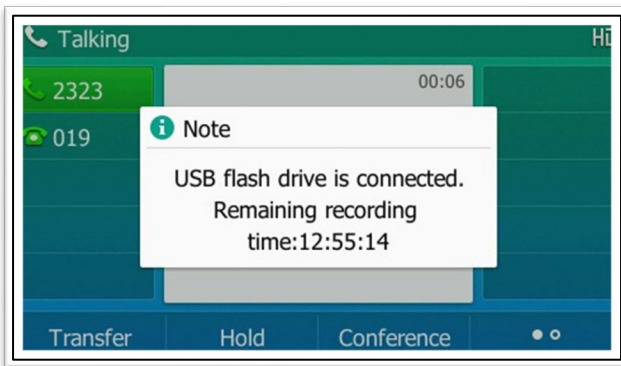 Talking
2323
00:06
019
Note
USB flash drive is connected.
Remaining recording
time:12:55:14
Transfer
Hold
Conference